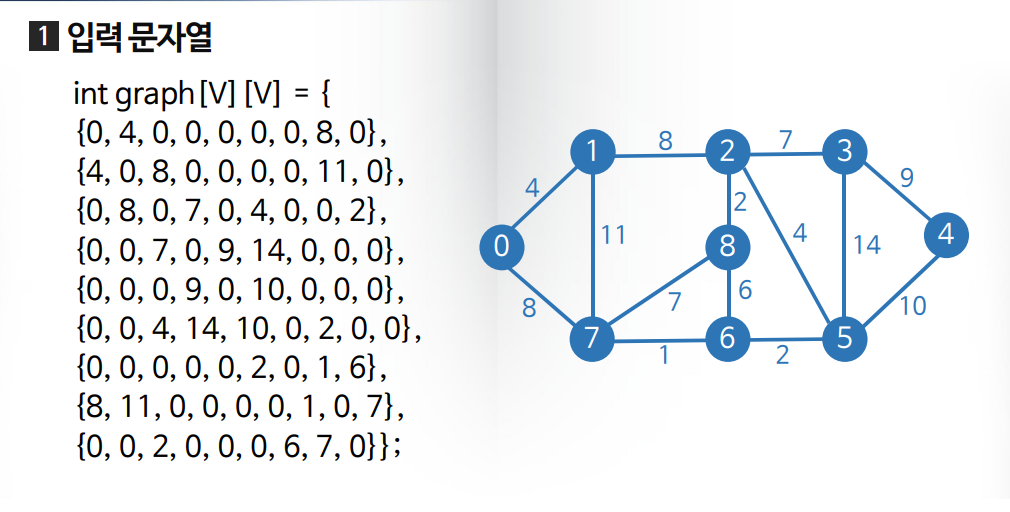 1 입력 문자열
int graph[V] [V] = {
{0, 4, 0, 0, 0, 0, 0, 8, 0},
{4, 0, 8, 0, 0, 0, 0, 11, 0},
{0, 8, 0, 7, 0, 4, 0, 0, 2},
{0, 0, 7, 0, 9, 14, 0, 0, 0},
{0, 0, 0, 9, 0, 10, 0, 0, 0},
{0, 0, 4, 14, 10, 0, 2, 0, 0},
{0, 0, 0, 0, 0, 2, 0, 1, 6},
{8, 11, 0, 0, 0, 0, 1, 0, 7},
{0, 0, 2, 0, 0, 0, 6, 7, 0}};
1 8 2 7 3
4 2 9
11 4
0 8 14 4
8 7 6 10
7 6 5
1 2